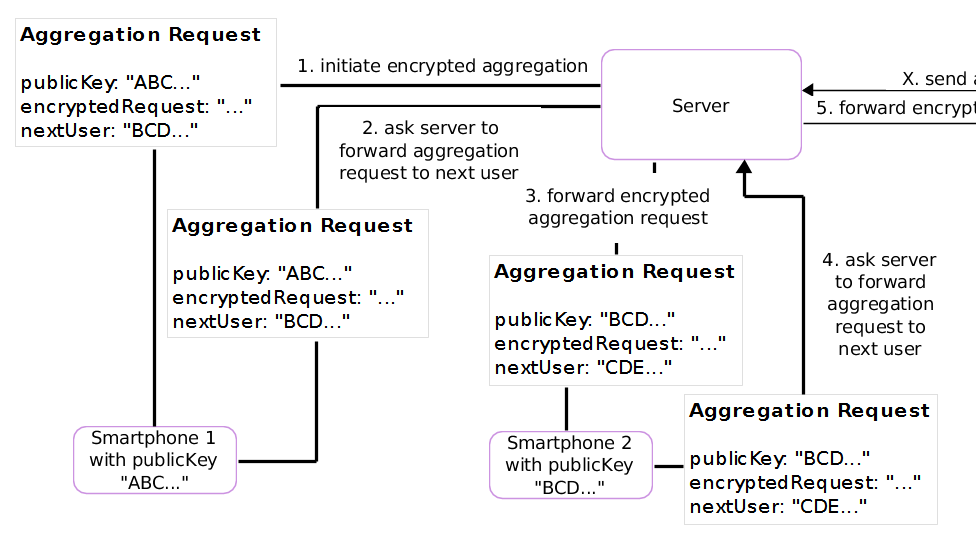 Aggregation Request
publicKey: "ABC..."
encryptedRequest: "..."
nextUser: "BCD..."
1. initiate encrypted aggregation
Server
X. send a
5. forward encrypt
2. ask server to
forward aggregation
request to next user
3. forward encrypted
aggregation request
Aggregation Request
publicKey: "ABC..."
encryptedRequest: "..."
nextUser: "BCD..."
Aggregation Request
publicKey: "BCD..."
encryptedRequest: "..."
nextUser: "CDE..."
4. ask server
to forward
aggregation
request to
next user
Smartphone 1
with publicKey
"ABC..."
Smartphone 2
with publicKey
"BCD..."
Aggregation Request
publicKey: "BCD..."
encryptedRequest: "..."
nextUser: "CDE..."